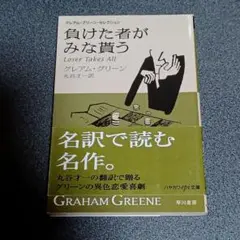 グレアム・グリーン・セレクション
負けた者が
みな貰う
Loser Takes All
グレアム・グリーン
丸谷才一訳
名訳で読む
名作。
丸谷才一の翻訳で贈る
グリーンの異色恋愛喜劇
ハヤカワepi文庫
GRAHAM GREENE
早川書房